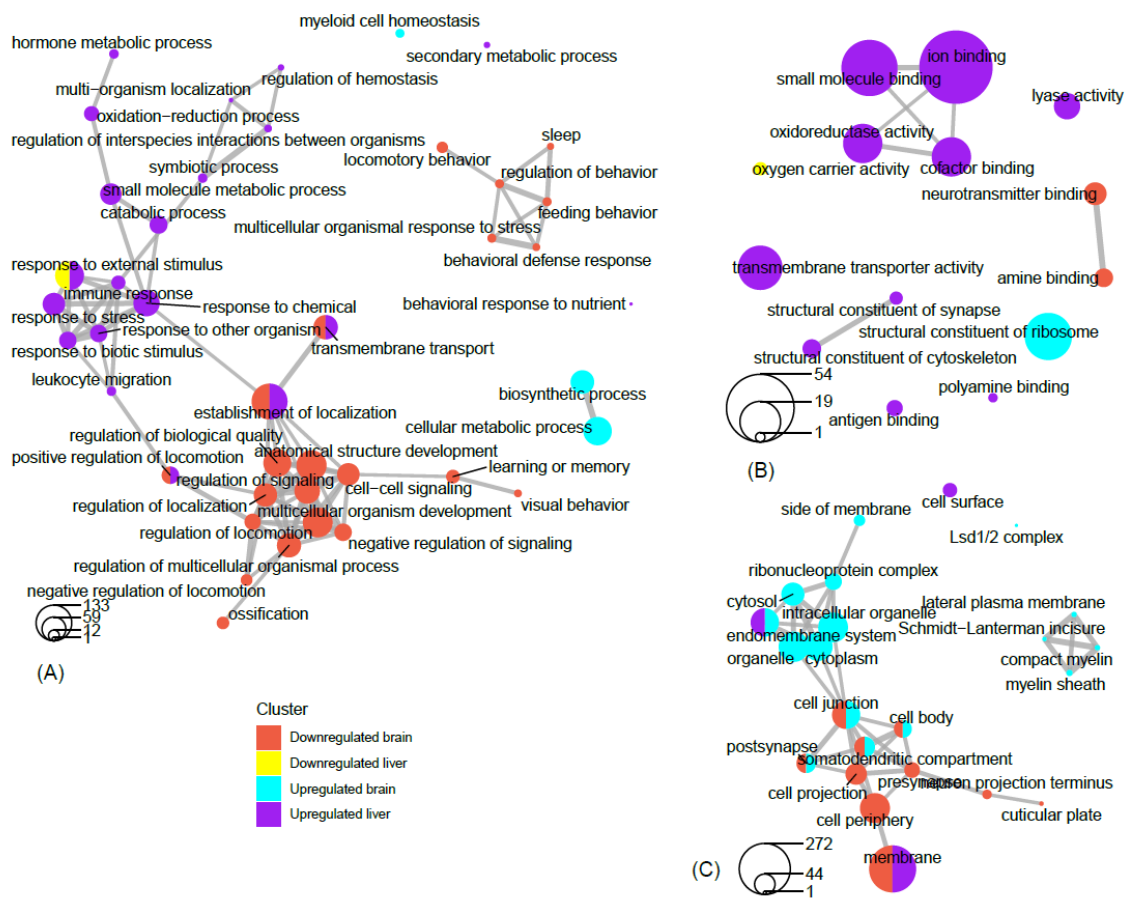 myeloid cell homeostasis
hormone metabolic process
secondary metabolic process
regulation of hemostasis
multi-organism localization
oxidation-reduction process
regulation of interspecies interactions between organisms
sleep
locomotory behavior
symbiotic process
regulation of behavior
small molecule metabolic process
catabolic process
feeding behavior
multicellular organismal response to stress
behavioral defense response
response to external stimulus
immune response
response to chemical
behavioral response to nutrient
response to stress
response to other organism
response to biotic stimulus
transmembrane transport
leukocyte migration
biosynthetic process
establishment of localization
cellular metabolic process
regulation of biological quality
anatomical structure development
positive regulation of locomotion
learning or memory
regulation of signaling
cell-cell signaling
regulation of localization
visual behavior
multicellular organism development
regulation of locomotion
negative regulation of signaling
regulation of multicellular organismal process
negative regulation of locomotion
133
59
12
1
ossification
(A)
Cluster
Downregulated brain
Downregulated liver
Upregulated brain
Upregulated liver
ion binding
small molecule binding
lyase activity
oxidoreductase activity
oxygen carrier activity
cofactor binding
neurotransmitter binding
transmembrane transporter activity
amine binding
structural constituent of synapse
structural constituent of ribosome
structural constituent of cytoskeleton
54
19
1
polyamine binding
antigen binding
(B)
cell surface
side of membrane
Lsd1/2 complex
ribonucleoprotein complex
cytosol
intracellular organelle
lateral plasma membrane
Schmidt-Lanterman incisure
endomembrane system
organelle
cytoplasm
compact myelin
myelin sheath
cell junction
cell body
postsynapse
somatodendritic compartment
presynapse
neuron projection terminus
cell projection
cell periphery
cuticular plate
272
44
1
membrane
(C)